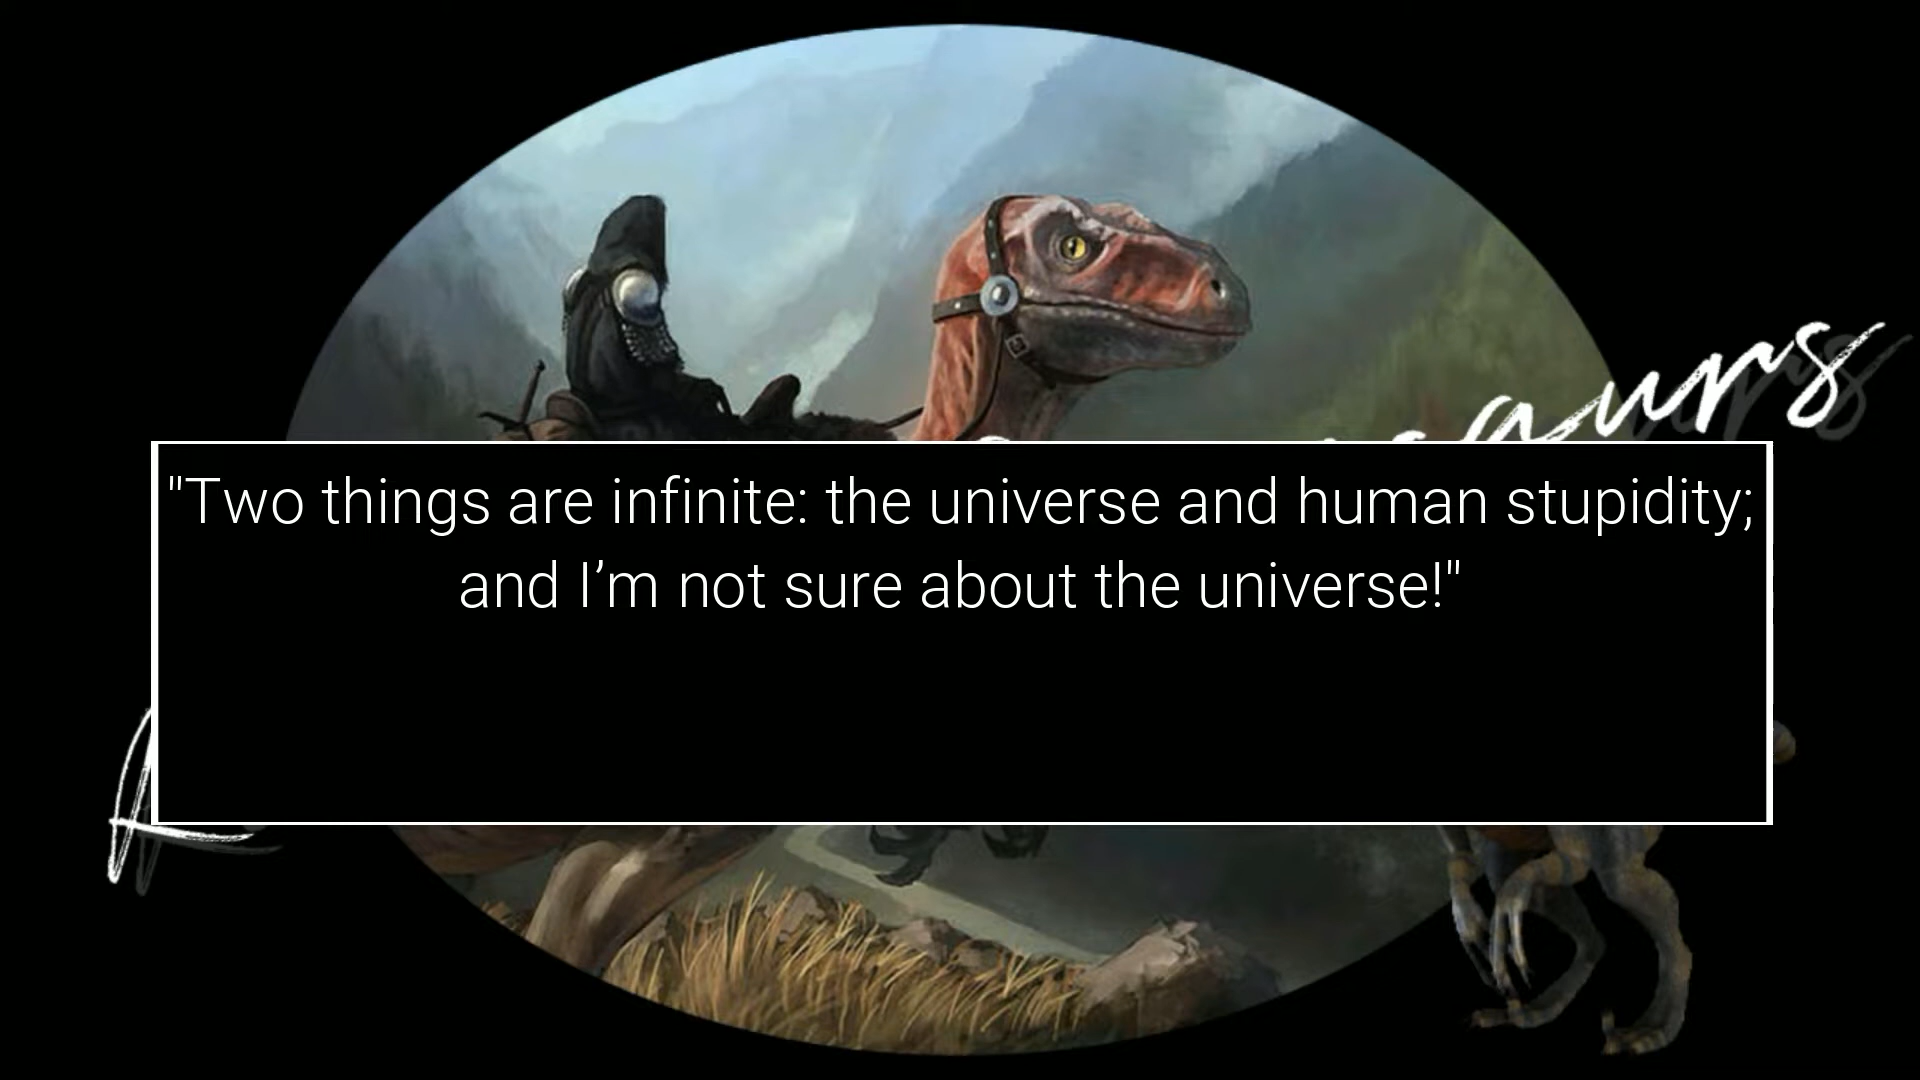 "Two things are infinite: the universe and human stupidity;
and I’m not sure about the universe!"